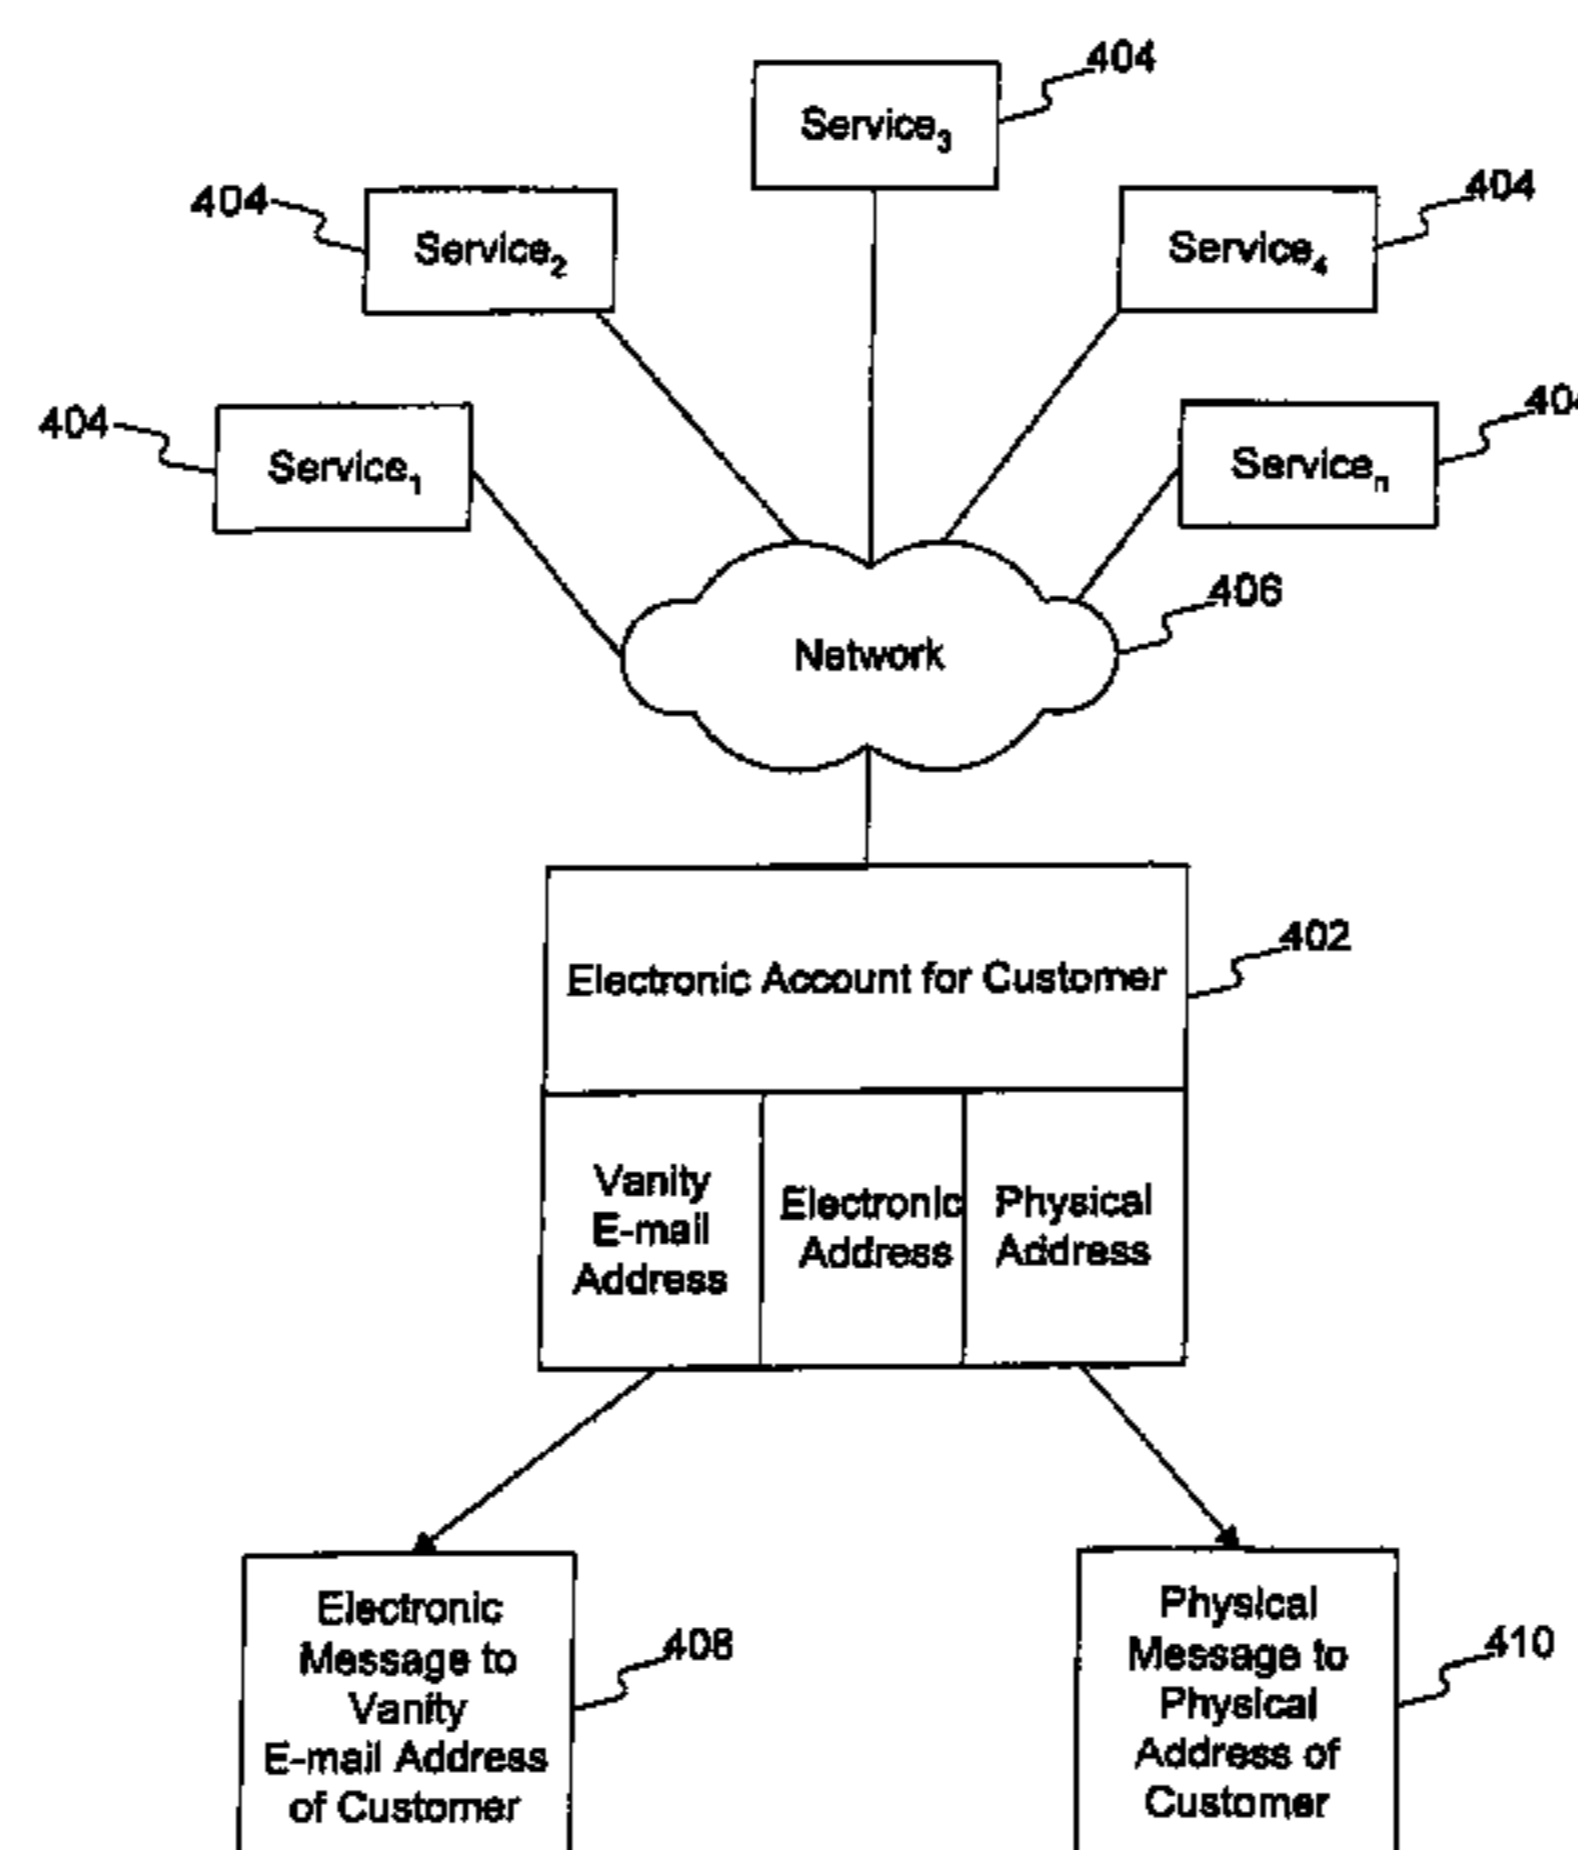 404
Service3
404
Service2
404
Service4
404
Service1
Servicen
404
406
Network
402
Electronic Account for Customer
Vanity
E-mail
Address
Electronic
Address
Physical
Address
Electronic
Message to
Vanity
E-mail Address
of Customer
408
Physical
Message to
Physical
Address of
Customer
410